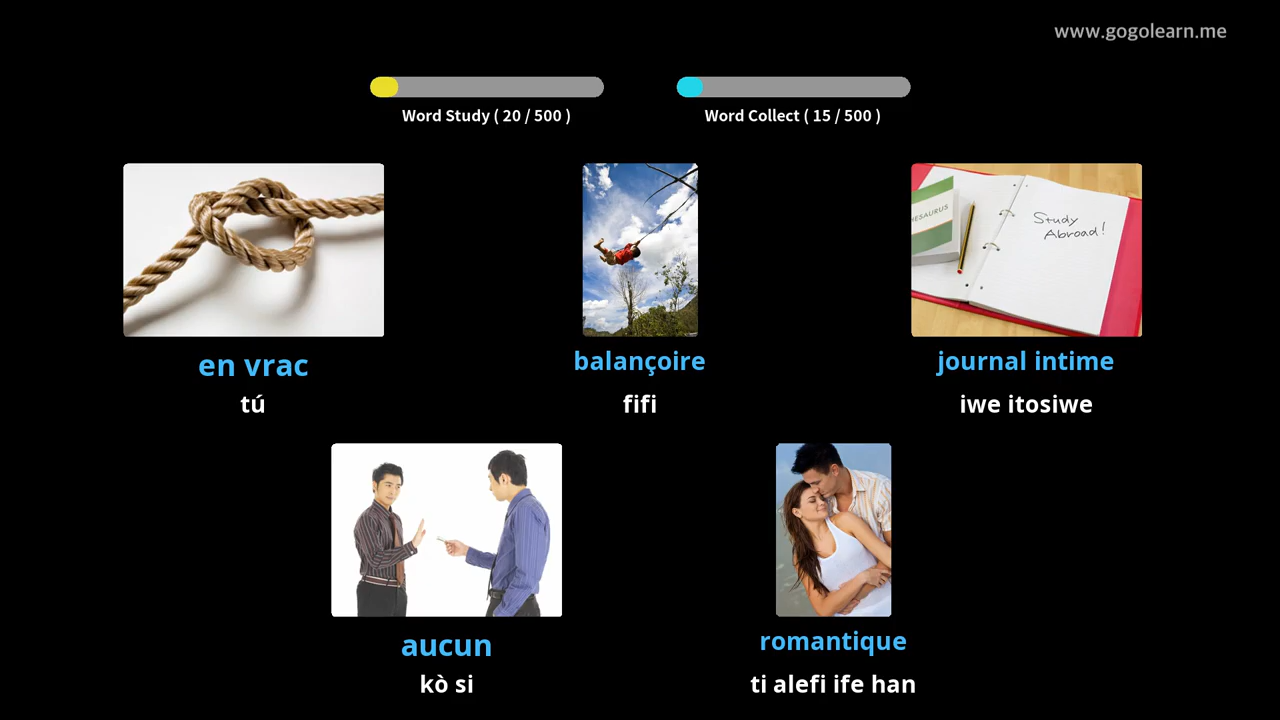 www.gogolearn.me
Word Study ( 20 / 500 )
Word Collect ( 15 / 500 )
HESAURUS
Study
Abroad!
en vrac
tú
balançoire
fifi
journal intime
iwe itosiwe
aucun
kò si
romantique
ti alefi ife han